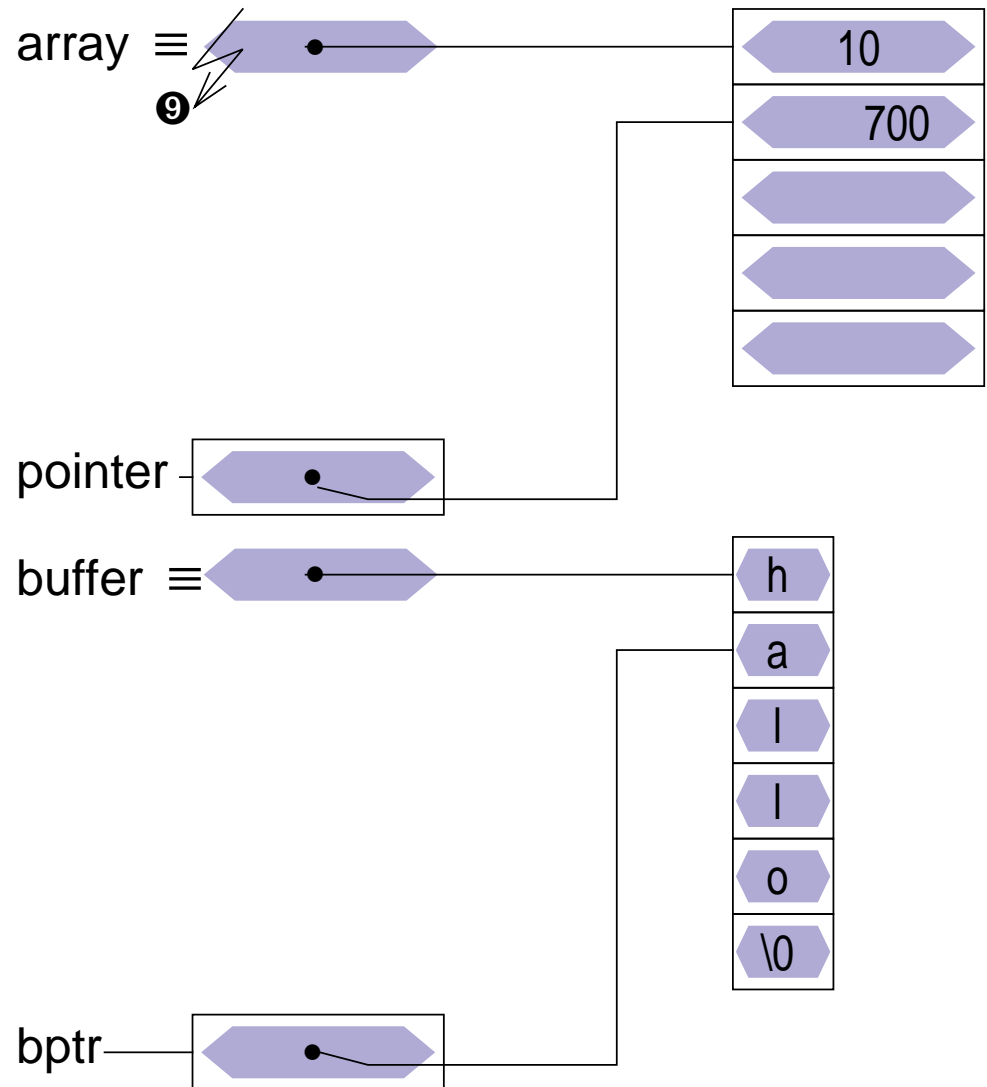 array ≡ 10
❾ 700
pointer
buffer ≡ h
a
l
l
o
\0
bptr